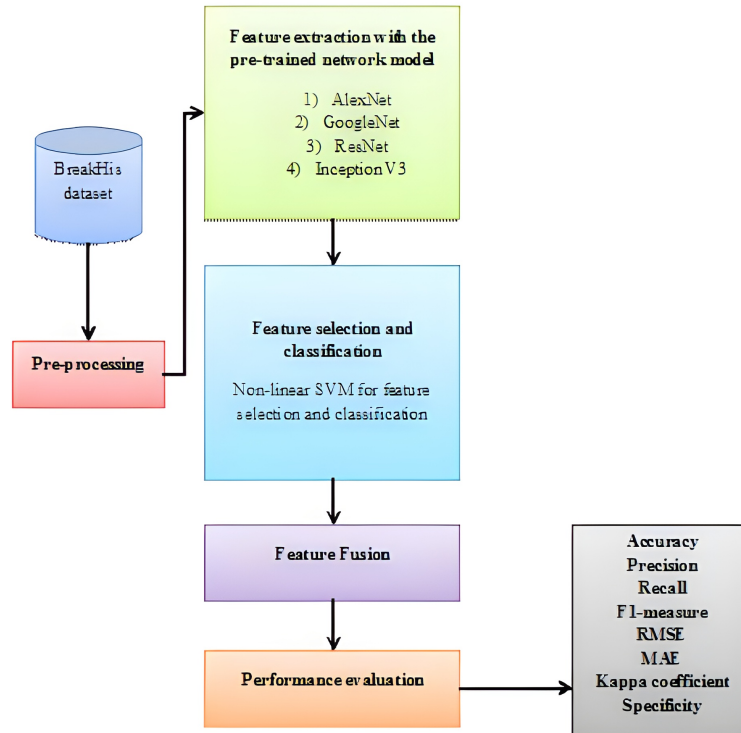 Feature extraction with the
pre-trained network model
1) AlexNet
2) GoogleNet
3) ResNet
4) Inception V3
BreakHis
dataset
Pre-processing
Feature selection and
classification
Non-linear SVM for feature
selection and classification
Feature Fusion
Performance evaluation
Accuracy
Precision
Recall
F1-measure
RMSE
MAE
Kappa coefficient
Specificity